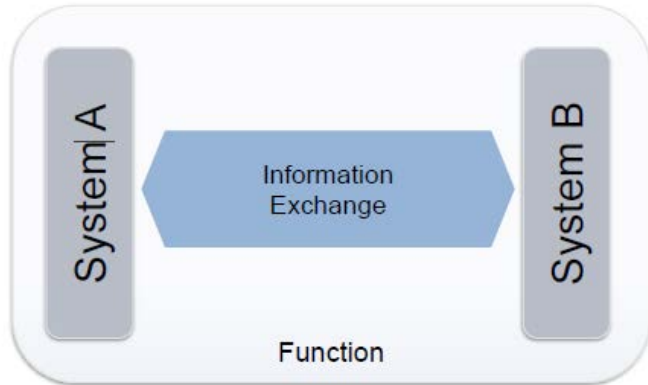 System A
Information
Exchange
System B
Function